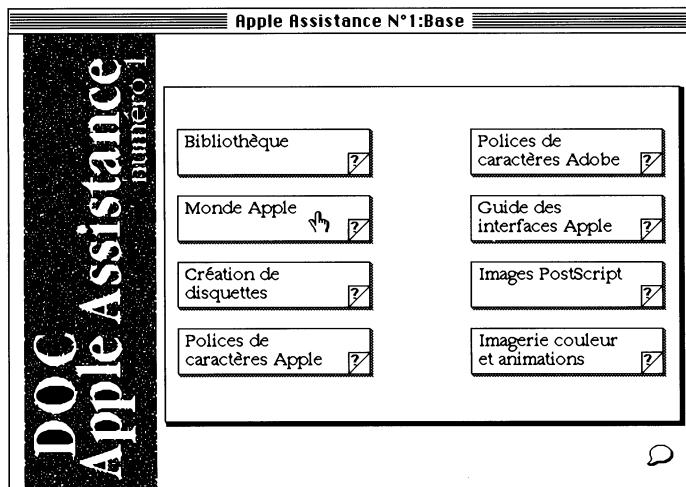 Apple Assistance N°1:Base
DOC
Apple Assistance
numéro 1
Bibliothèque
?
Monde Apple
?
Création de
disquettes
?
Polices de
caractères Apple
?
Polices de
caractères Adobe
?
Guide des
interfaces Apple
?
Images PostScript
?
Imagerie couleur
et animations
?